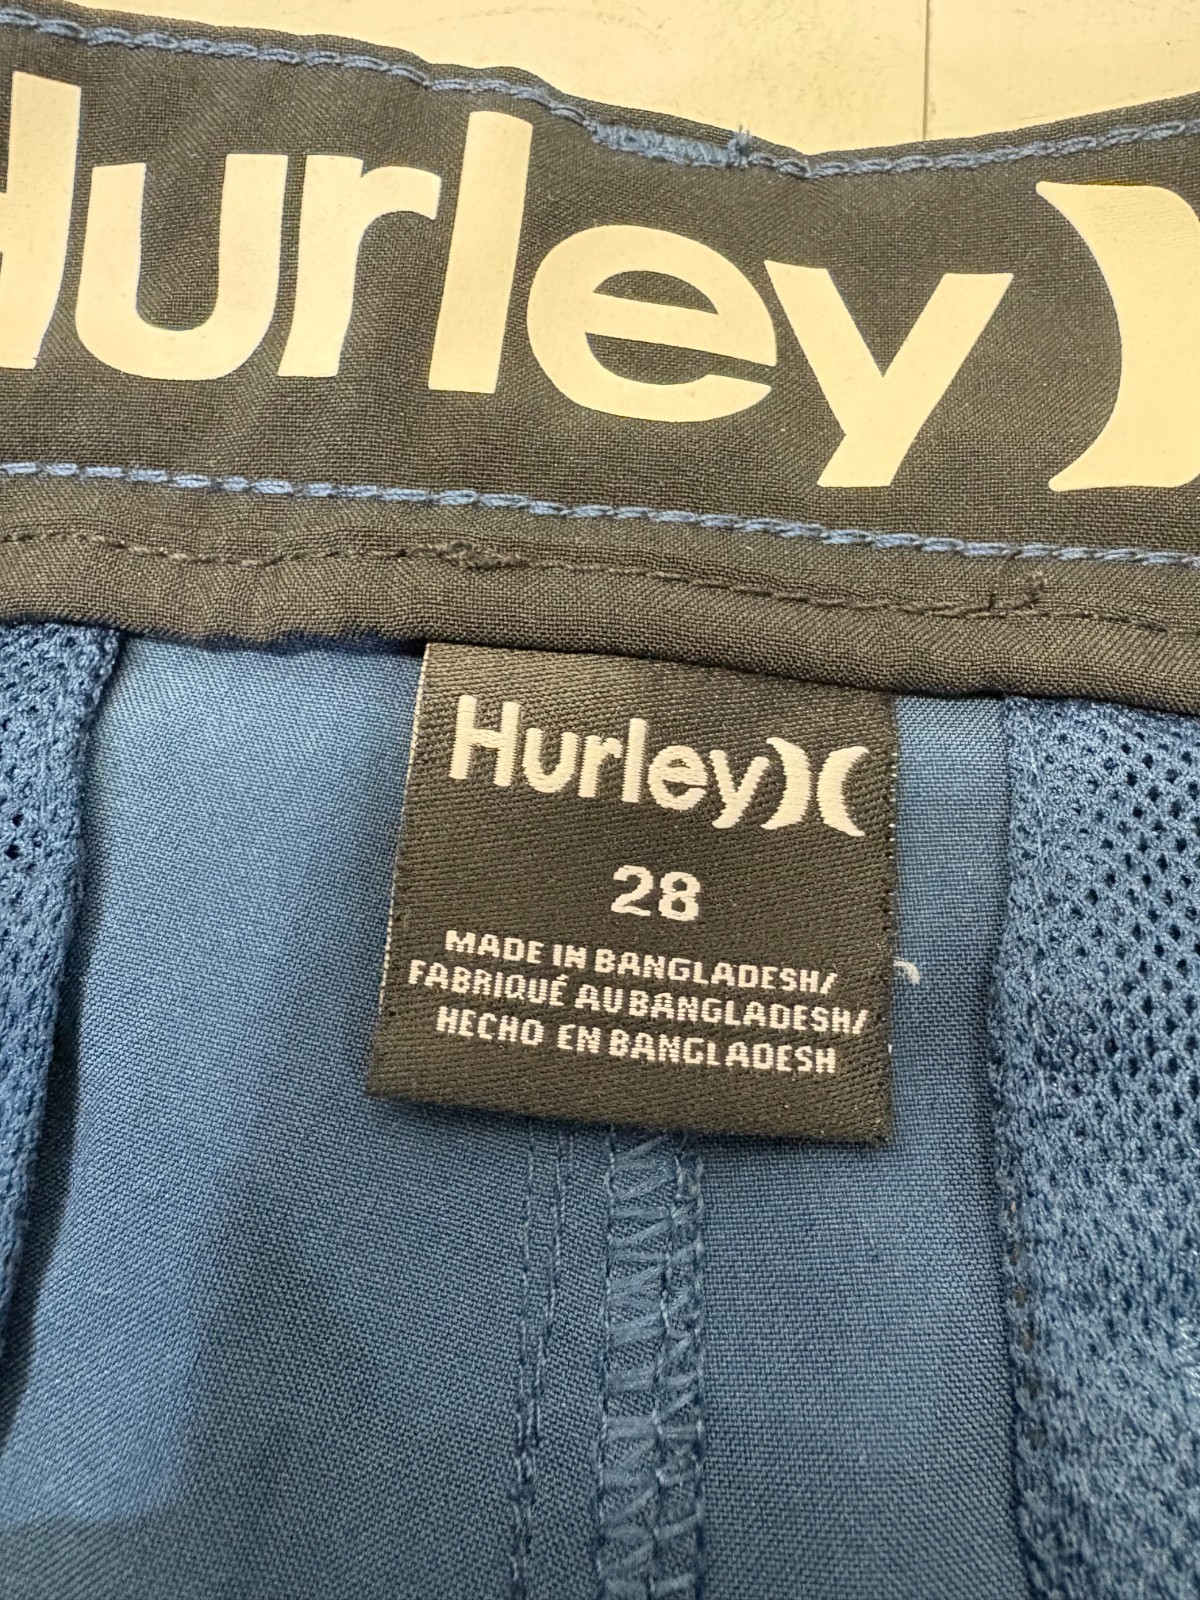 Hurley
Hurley
28
MADE IN BANGLADESH/
FABRIQUÉ AU BANGLADESH/
HECHO EN BANGLADESH